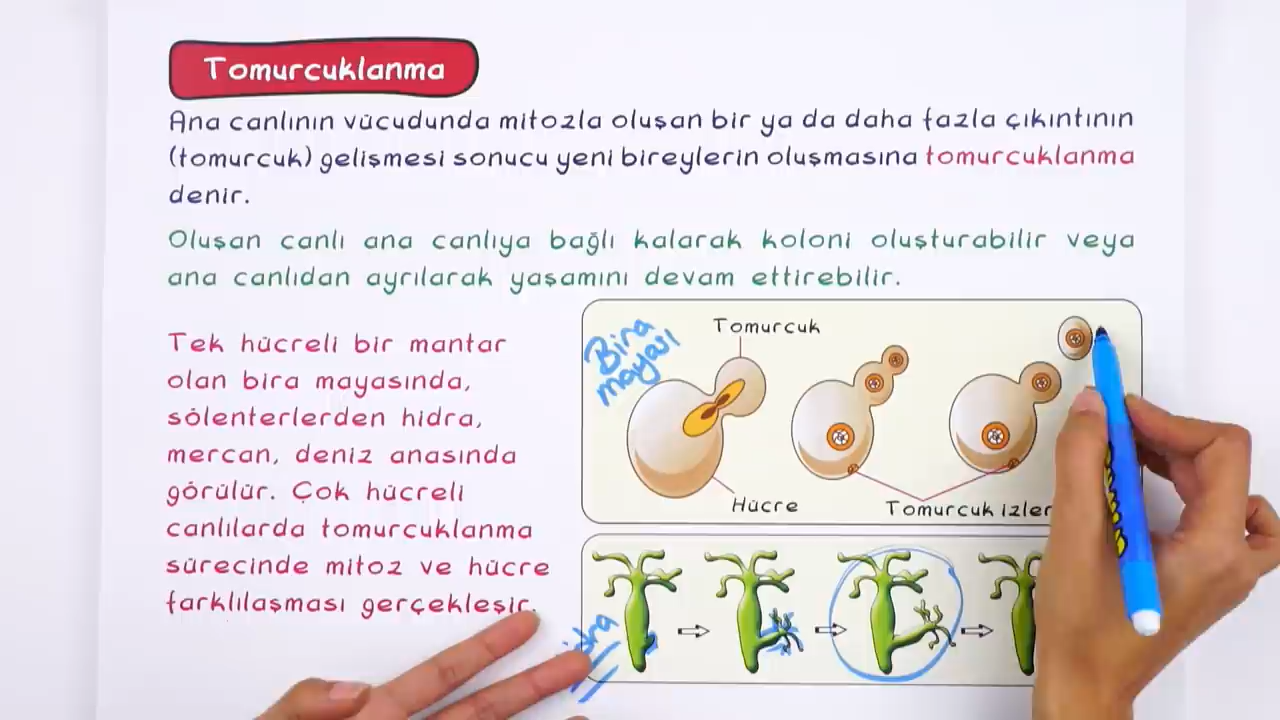 Tomurcuklanma
Ana canlının vücudunda mitozla oluşan bir ya da daha fazla çıkıntının
(tomurcuk) gelişmesi sonucu yeni bireylerin oluşmasına tomurcuklanma
denir.
Oluşan canlı ana canlıya bağlı kalarak koloni oluşturabilir veya
ana canlıdan ayrılarak yaşamını devam ettirebilir.
Tek hücreli bir mantar
olan bira mayasında,
sölenterlerden hidra,
mercan, deniz anasında
görülür. Çok hücreli
canlılarda tomurcuklanma
sürecinde mitoz ve hücre
farklılaşması gerçekleşir.
Bira
mayası
Tomurcuk
Hücre
Tomurcuk izler